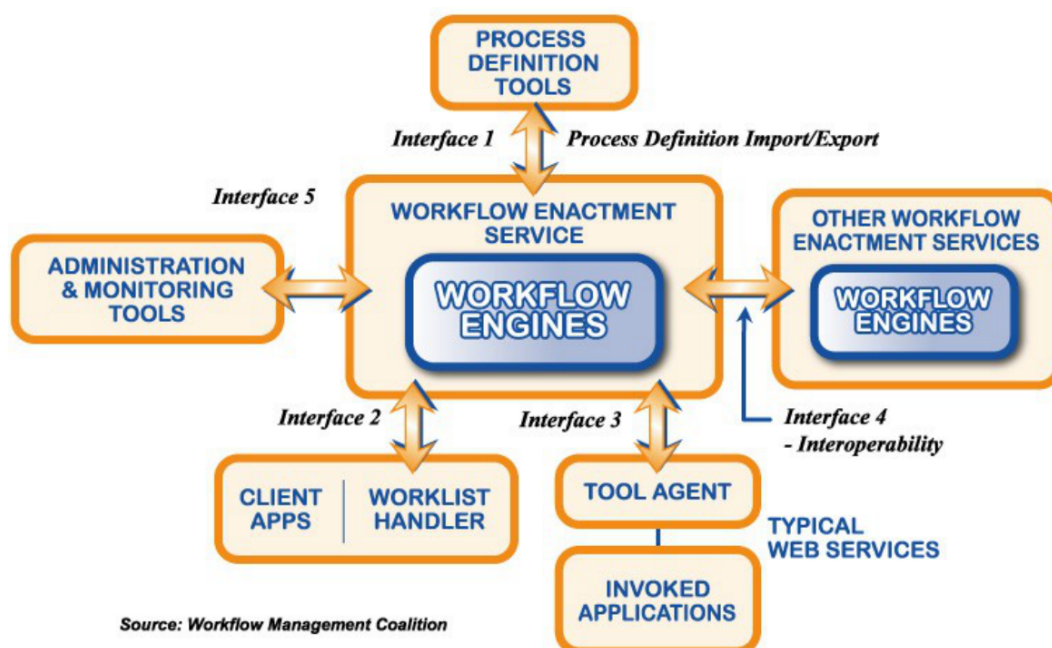 PROCESS
DEFINITION
TOOLS
Interface 1
Process Definition Import/Export
Interface 5
WORKFLOW ENACTMENT
SERVICE
WORKFLOW
ENGINES
OTHER WORKFLOW
ENACTMENT SERVICES
WORKFLOW
ENGINES
ADMINISTRATION
& MONITORING
TOOLS
Interface 2
Interface 3
Interface 4
- Interoperability
CLIENT
APPS
WORKLIST
HANDLER
TOOL AGENT
TYPICAL
WEB SERVICES
INVOKED
APPLICATIONS
Source: Workflow Management Coalition